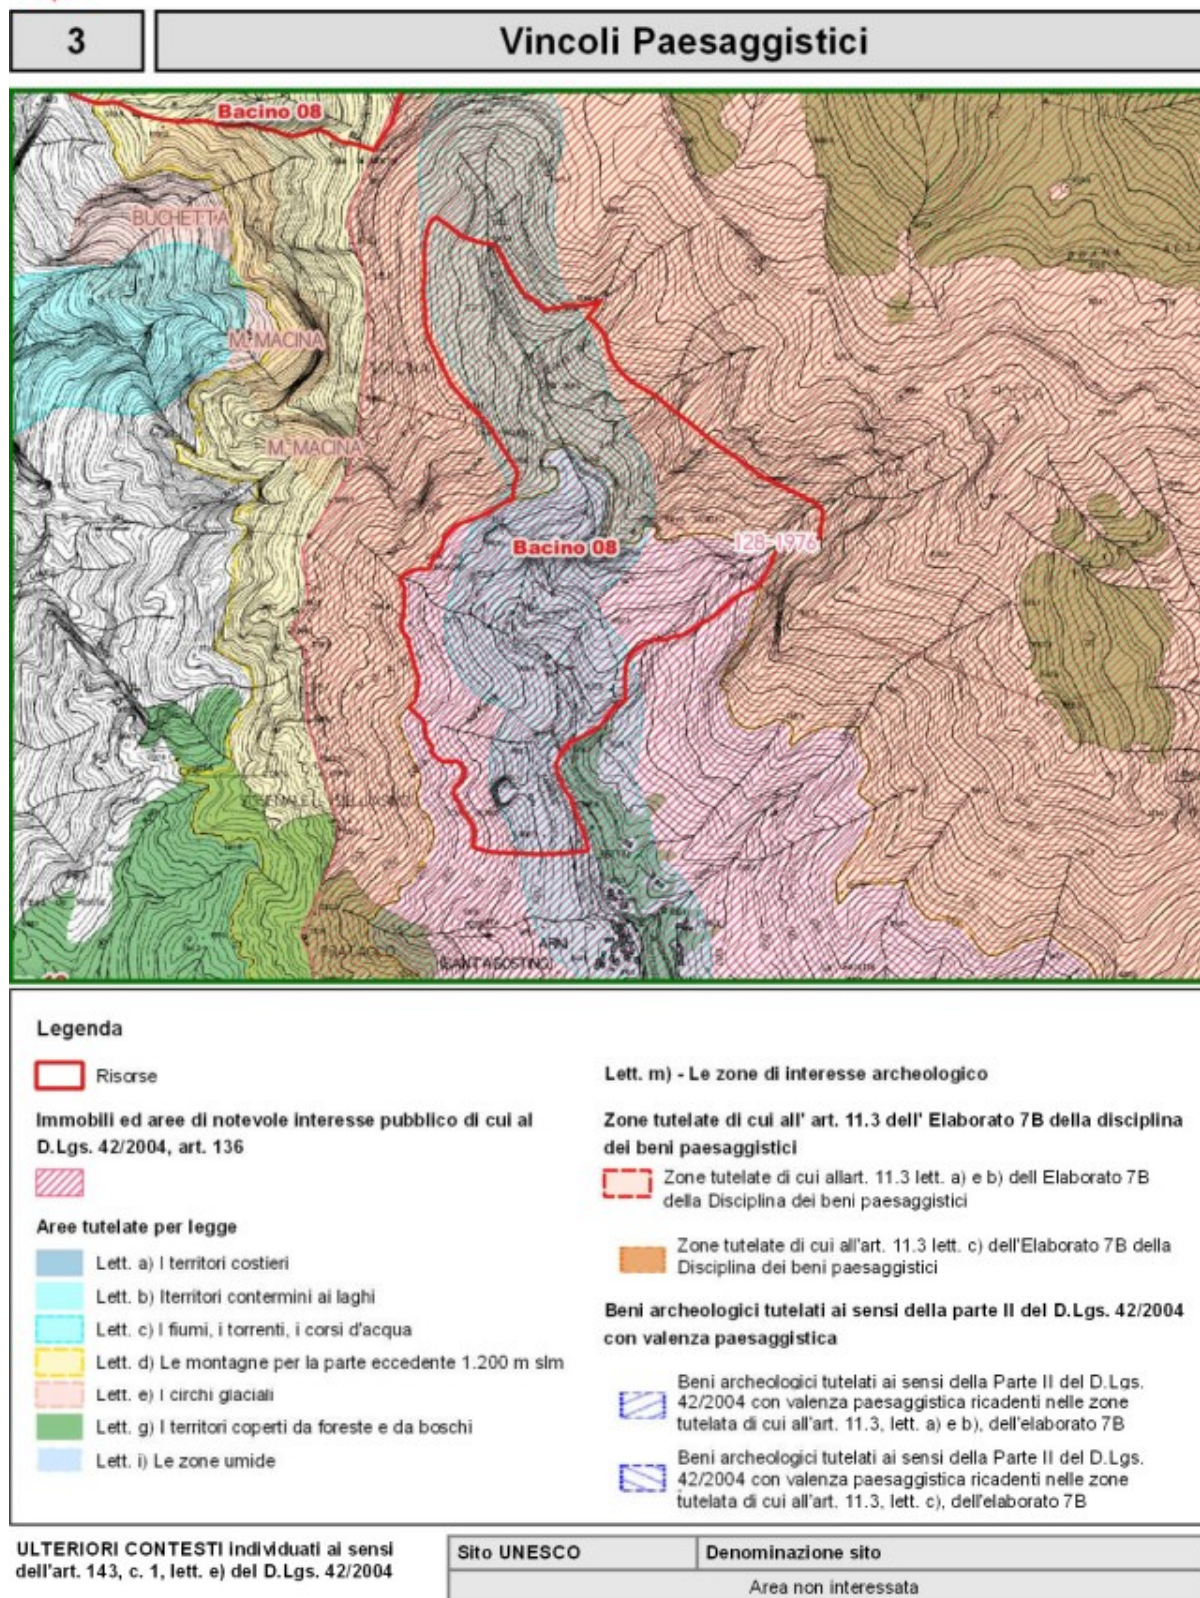 3
Vincoli Paesaggistici
Bacino 08
BUCHETTA
M. MACINA
M. MACINA
Bacino 08
128-1976
ARNI
(SANT'AGOSTINO)
Legenda
Risorse
Immobili ed aree di notevole interesse pubblico di cui al
D.Lgs. 42/2004, art. 136
Aree tutelate per legge
Lett. a) I territori costieri
Lett. b) Iterritori contermini ai laghi
Lett. c) I fiumi, i torrenti, i corsi d'acqua
Lett. d) Le montagne per la parte eccedente 1.200 m slm
Lett. e) I circhi glaciali
Lett. g) I territori coperti da foreste e da boschi
Lett. i) Le zone umide
Lett. m) - Le zone di interesse archeologico
Zone tutelate di cui all' art. 11.3 dell' Elaborato 7B della disciplina
dei beni paesaggistici
Zone tutelate di cui allart. 11.3 lett. a) e b) dell Elaborato 7B
della Disciplina dei beni paesaggistici
Zone tutelate di cui all'art. 11.3 lett. c) dell'Elaborato 7B della
Disciplina dei beni paesaggistici
Beni archeologici tutelati ai sensi della parte II del D.Lgs. 42/2004
con valenza paesaggistica
Beni archeologici tutelati ai sensi della Parte II del D.Lgs.
42/2004 con valenza paesaggistica ricadenti nelle zone
tutelata di cui all'art. 11.3, lett. a) e b), dell'elaborato 7B
Beni archeologici tutelati ai sensi della Parte II del D.Lgs.
42/2004 con valenza paesaggistica ricadenti nelle zone
tutelata di cui all'art. 11.3, lett. c), dell'elaborato 7B
ULTERIORI CONTESTI individuati ai sensi
dell'art. 143, c. 1, lett. e) del D.Lgs. 42/2004
Sito UNESCO
Denominazione sito
Area non interessata